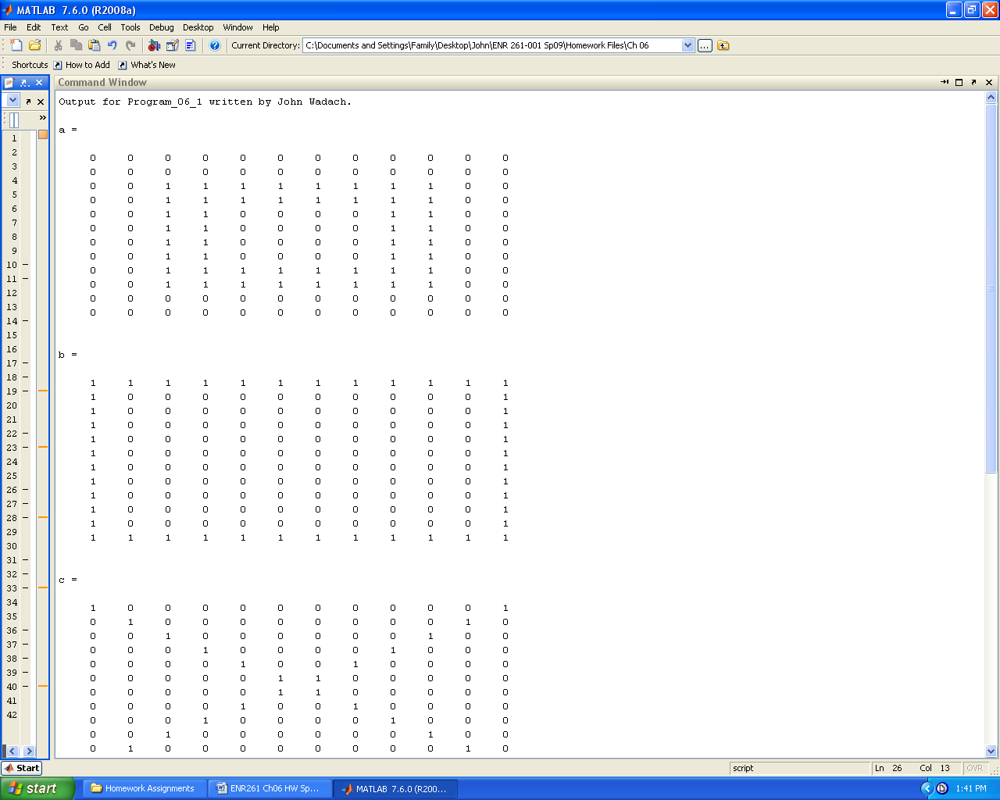 MATLAB 7.6.0 (R2008a)
File Edit Text Go Cell Tools Debug Desktop Window Help
Current Directory: C:\Documents and Settings\Family\Desktop\John\ENR 261-001 Sp09\Homework Files\Ch 06 ...
Shortcuts How to Add What's New
Command Window
Output for Program_06_1 written by John Wadach.
a =
0 0 0 0 0 0 0 0 0 0 0 0
0 0 0 0 0 0 0 0 0 0 0 0
0 0 1 1 1 1 1 1 1 1 0 0
0 0 1 1 1 1 1 1 1 1 0 0
0 0 1 1 0 0 0 0 1 1 0 0
0 0 1 1 0 0 0 0 1 1 0 0
0 0 1 1 0 0 0 0 1 1 0 0
0 0 1 1 0 0 0 0 1 1 0 0
0 0 1 1 1 1 1 1 1 1 0 0
0 0 1 1 1 1 1 1 1 1 0 0
0 0 0 0 0 0 0 0 0 0 0 0
0 0 0 0 0 0 0 0 0 0 0 0
b =
1 1 1 1 1 1 1 1 1 1 1 1
1 0 0 0 0 0 0 0 0 0 0 1
1 0 0 0 0 0 0 0 0 0 0 1
1 0 0 0 0 0 0 0 0 0 0 1
1 0 0 0 0 0 0 0 0 0 0 1
1 0 0 0 0 0 0 0 0 0 0 1
1 0 0 0 0 0 0 0 0 0 0 1
1 0 0 0 0 0 0 0 0 0 0 1
1 0 0 0 0 0 0 0 0 0 0 1
1 0 0 0 0 0 0 0 0 0 0 1
1 0 0 0 0 0 0 0 0 0 0 1
1 1 1 1 1 1 1 1 1 1 1 1
c =
1 0 0 0 0 0 0 0 0 0 0 1
0 1 0 0 0 0 0 0 0 0 1 0
0 0 1 0 0 0 0 0 0 1 0 0
0 0 0 1 0 0 0 0 1 0 0 0
0 0 0 0 1 0 0 1 0 0 0 0
0 0 0 0 0 1 1 0 0 0 0 0
0 0 0 0 0 1 1 0 0 0 0 0
0 0 0 0 1 0 0 1 0 0 0 0
0 0 0 1 0 0 0 0 1 0 0 0
0 0 1 0 0 0 0 0 0 1 0 0
0 1 0 0 0 0 0 0 0 0 1 0
1
2
3
4
5
6
7
8
9
10 –
11 –
12
13
14 –
15
16
17 –
18 –
19 –
20
21
22 –
23 –
24
25
26 –
27 –
28 –
29
30
31 –
32 –
33 –
34
35
36 –
37 –
38 –
39 –
40 –
41
42
Start script Ln 26 Col 13 OVR
start Homework Assignments ENR261 Ch06 HW Sp... MATLAB 7.6.0 (R200... 1:41 PM